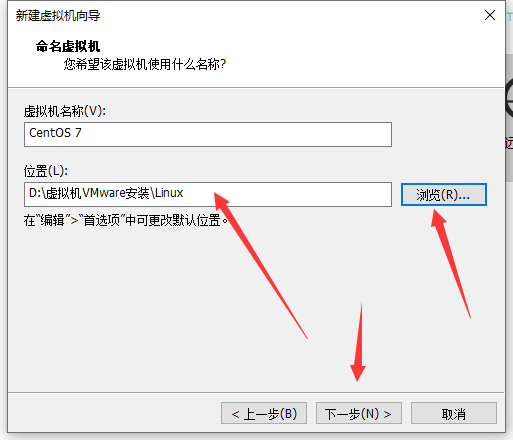 新建虚拟机向导
命名虚拟机
您希望该虚拟机使用什么名称?
虚拟机名称(V):
CentOS 7
位置(L):
D:\虚拟机VMware安装\Linux
浏览(R)...
在“编辑”>“首选项”中可更改默认位置。
< 上一步(B)
下一步(N) >
取消